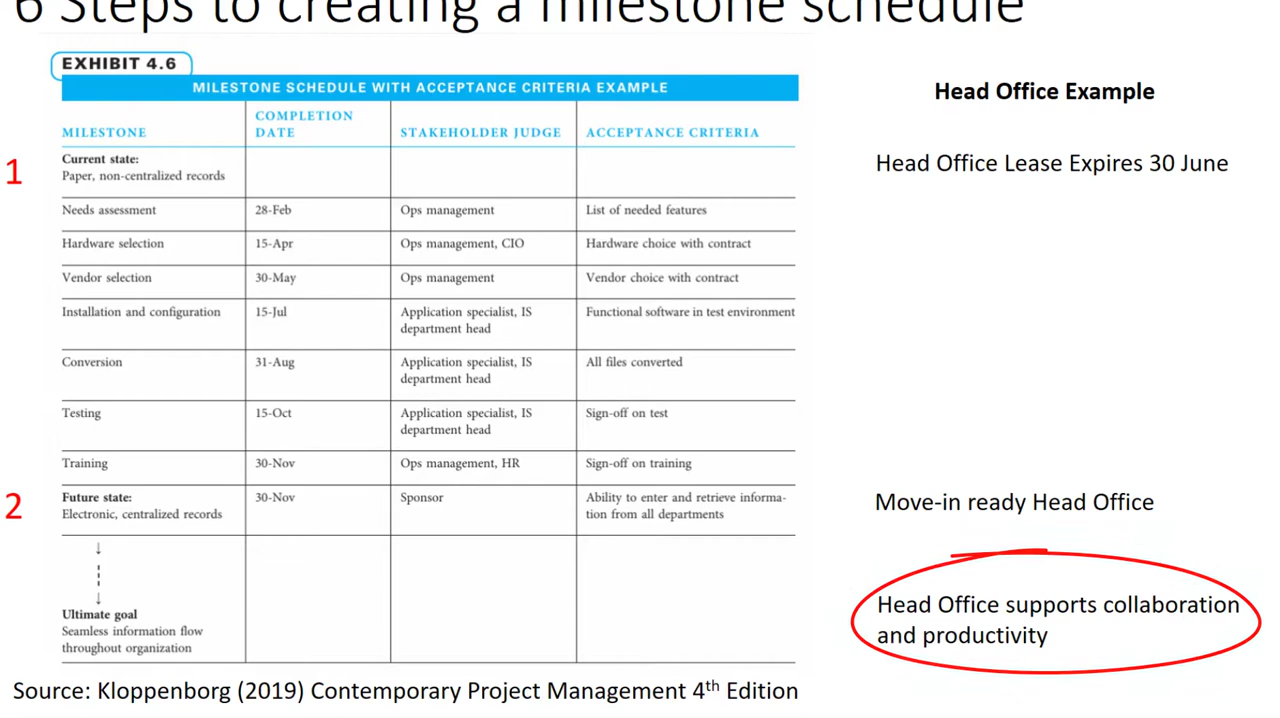 6 Steps to creating a milestone schedule
EXHIBIT 4.6
MILESTONE SCHEDULE WITH ACCEPTANCE CRITERIA EXAMPLE
MILESTONE COMPLETION DATE STAKEHOLDER JUDGE ACCEPTANCE CRITERIA
1
Current state:
Paper, non-centralized records
Needs assessment 28-Feb Ops management List of needed features
Hardware selection 15-Apr Ops management, CIO Hardware choice with contract
Vendor selection 30-May Ops management Vendor choice with contract
Installation and configuration 15-Jul Application specialist, IS Functional software in test environment
department head
Conversion 31-Aug Application specialist, IS All files converted
department head
Testing 15-Oct Application specialist, IS Sign-off on test
department head
Training 30-Nov Ops management, HR Sign-off on training
2
Future state: 30-Nov Sponsor Ability to enter and retrieve informa-
Electronic, centralized records tion from all departments
Ultimate goal
Seamless information flow
throughout organization
Head Office Example
Head Office Lease Expires 30 June
Move-in ready Head Office
Head Office supports collaboration
and productivity
Source: Kloppenborg (2019) Contemporary Project Management 4th Edition